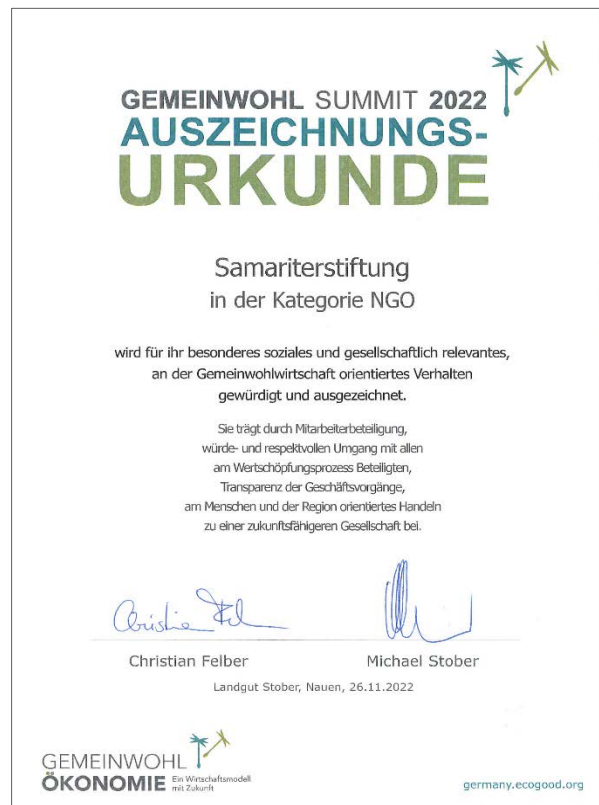 GEMEINWOHL SUMMIT 2022
AUSZEICHNUNGS-
URKUNDE
Samariterstiftung
in der Kategorie NGO
wird für ihr besonderes soziales und gesellschaftlich relevantes,
an der Gemeinwohlwirtschaft orientiertes Verhalten
gewürdigt und ausgezeichnet.
Sie trägt durch Mitarbeiterbeteiligung,
würde- und respektvollen Umgang mit allen
am Wertschöpfungsprozess Beteiligten,
Transparenz der Geschäftsvorgänge,
am Menschen und der Region orientiertes Handeln
zu einer zukunftsfähigeren Gesellschaft bei.
Christian Felber
Michael Stober
Landgut Stober, Nauen, 26.11.2022
GEMEINWOHL
ÖKONOMIE
Ein Wirtschaftsmodell
mit Zukunft
germany.ecogood.org